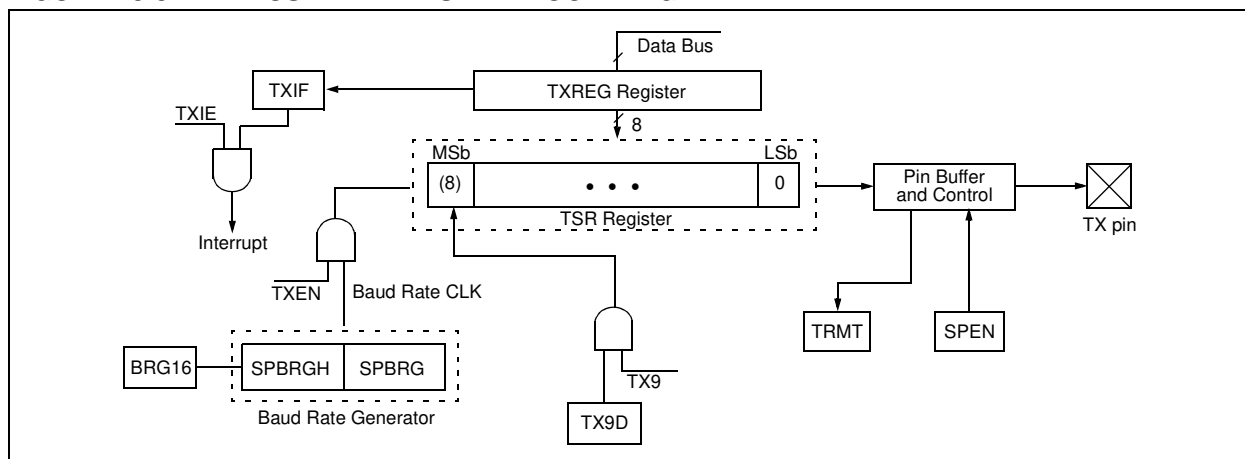 Data Bus
TXIF
TXREG Register
TXIE
8
MSb
LSb
(8)
• • •
0
Pin Buffer
and Control
TSR Register
TX pin
Interrupt
TXEN
Baud Rate CLK
TRMT
SPEN
BRG16
SPBRGH
SPBRG
TX9
Baud Rate Generator
TX9D